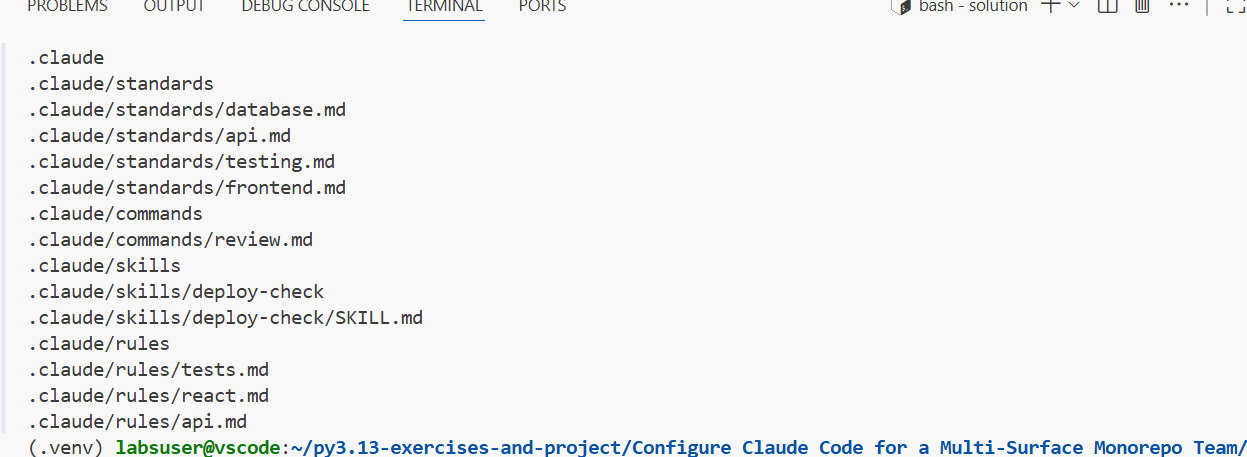 PROBLEMS OUTPUT DEBUG CONSOLE TERMINAL PORTS bash - solution
.claude
.claude/standards
.claude/standards/database.md
.claude/standards/api.md
.claude/standards/testing.md
.claude/standards/frontend.md
.claude/commands
.claude/commands/review.md
.claude/skills
.claude/skills/deploy-check
.claude/skills/deploy-check/SKILL.md
.claude/rules
.claude/rules/tests.md
.claude/rules/react.md
.claude/rules/api.md
(.venv) labsuser@vscode:~/py3.13-exercises-and-project/Configure Claude Code for a Multi-Surface Monorepo Team/